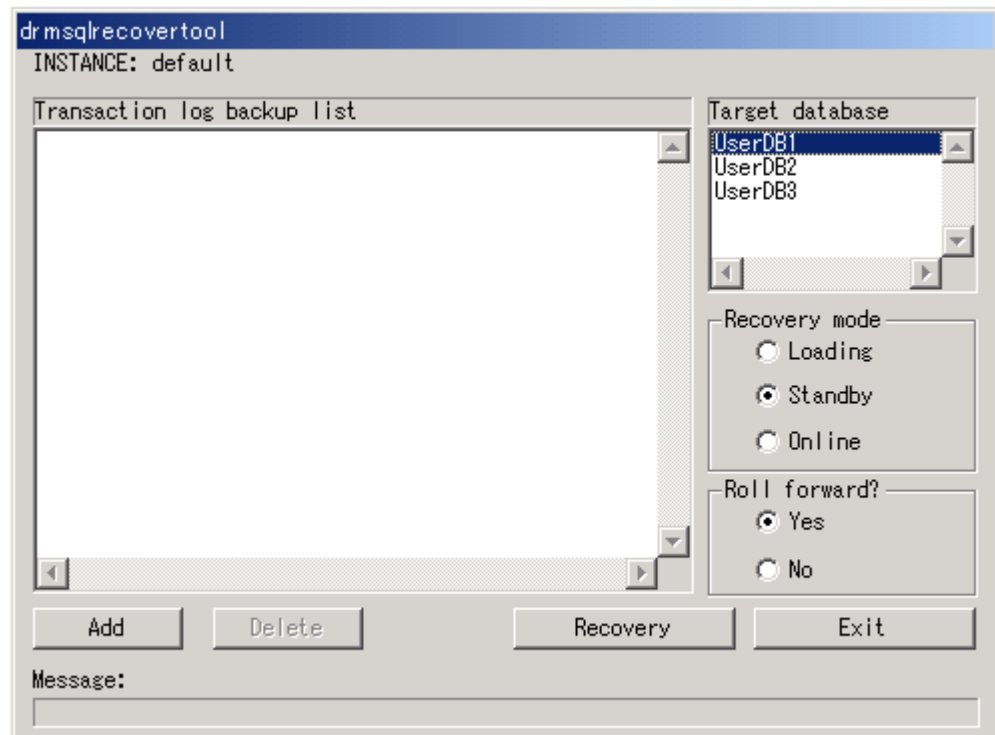 drmsqlrecovertool
INSTANCE: default
Transaction log backup list
Target database
UserDB1
UserDB2
UserDB3
Recovery mode
Loading
Standby
Online
Roll forward?
Yes
No
Add
Delete
Recovery
Exit
Message: